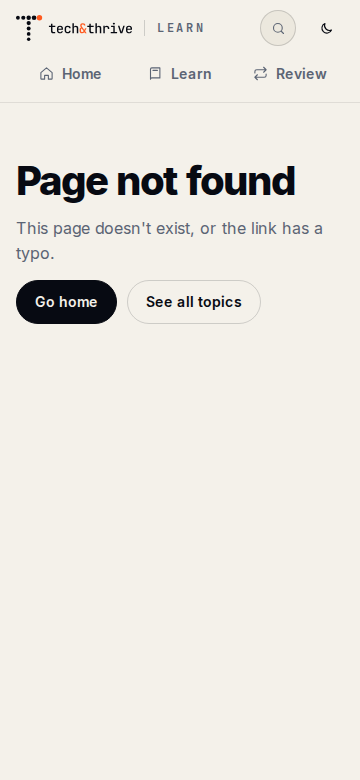 tech&thrive LEARN
Home Learn Review
Page not found
This page doesn't exist, or the link has a
typo.
Go home See all topics